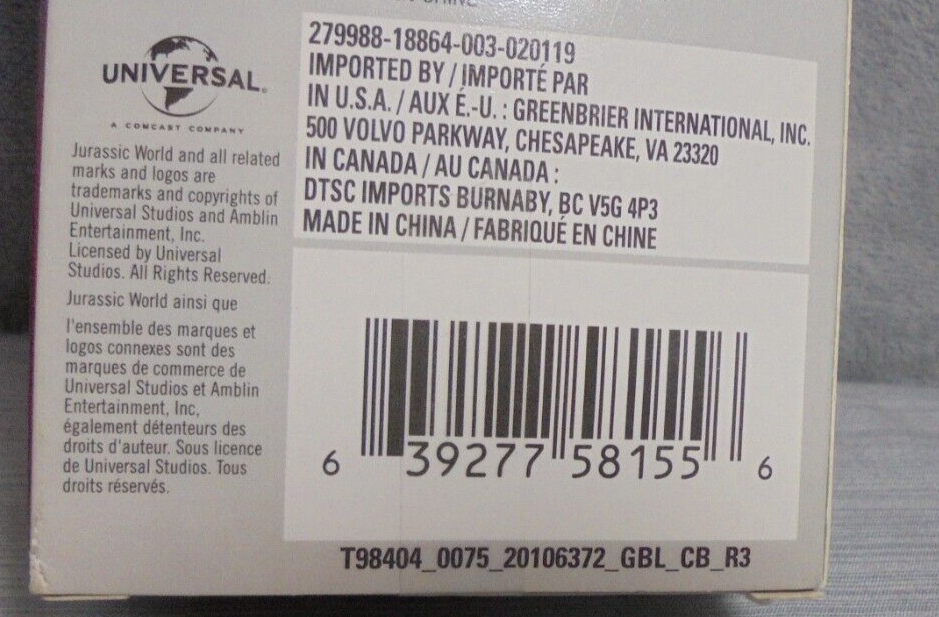 UNIVERSAL
A COMCAST COMPANY
Jurassic World and all related
marks and logos are
trademarks and copyrights of
Universal Studios and Amblin
Entertainment, Inc.
Licensed by Universal
Studios. All Rights Reserved.
Jurassic World ainsi que
l'ensemble des marques et
logos connexes sont des
marques de commerce de
Universal Studios et Amblin
Entertainment, Inc,
également détenteurs des
droits d'auteur. Sous licence
de Universal Studios. Tous
droits réservés.
279988-18864-003-020119
IMPORTED BY / IMPORTÉ PAR
IN U.S.A. / AUX É.-U. : GREENBRIER INTERNATIONAL, INC.
500 VOLVO PARKWAY, CHESAPEAKE, VA 23320
IN CANADA / AU CANADA :
DTSC IMPORTS BURNABY, BC V5G 4P3
MADE IN CHINA / FABRIQUÉ EN CHINE
6 39277 58155 6
T98404_0075_20106372_GBL_CB_R3